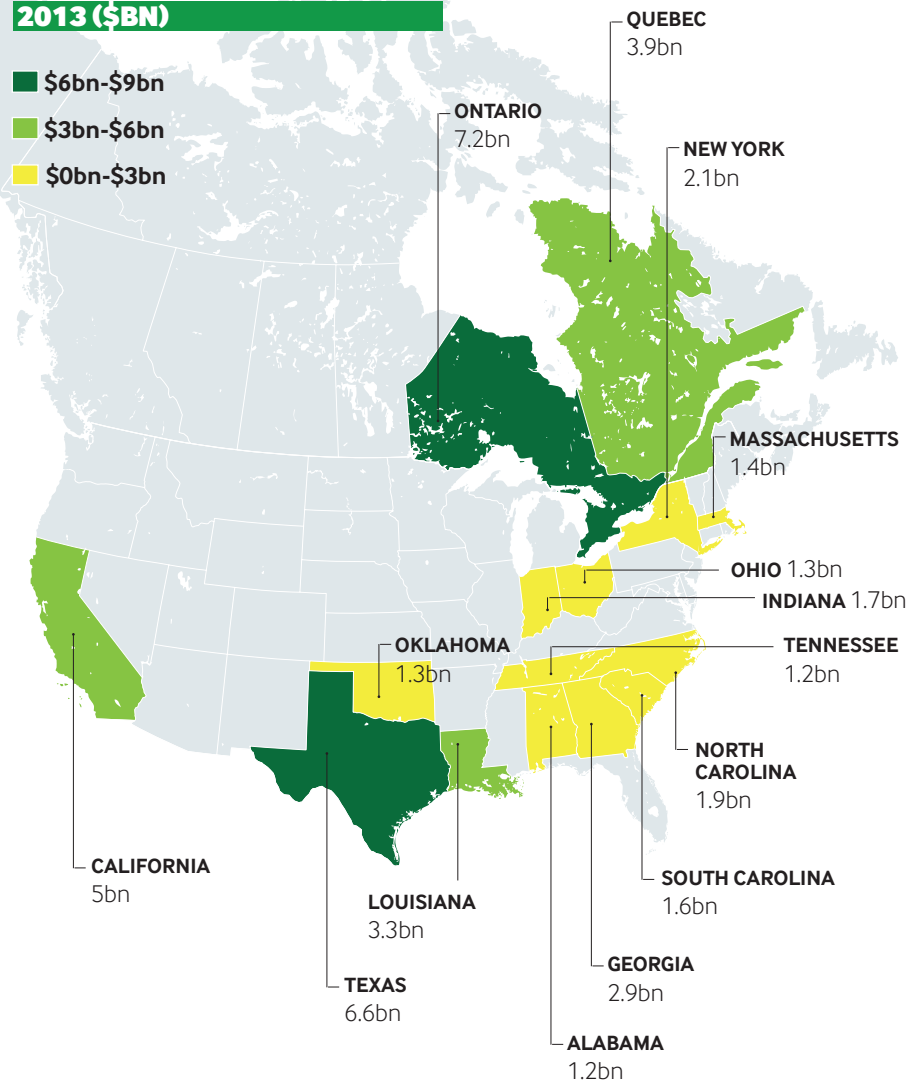 2013 ($BN)
$6bn-$9bn
$3bn-$6bn
$0bn-$3bn
QUEBEC
3.9bn
ONTARIO
7.2bn
NEW YORK
2.1bn
MASSACHUSETTS
1.4bn
OHIO 1.3bn
INDIANA 1.7bn
OKLAHOMA
1.3bn
TENNESSEE
1.2bn
NORTH
CAROLINA
1.9bn
CALIFORNIA
5bn
SOUTH CAROLINA
1.6bn
LOUISIANA
3.3bn
GEORGIA
2.9bn
TEXAS
6.6bn
ALABAMA
1.2bn